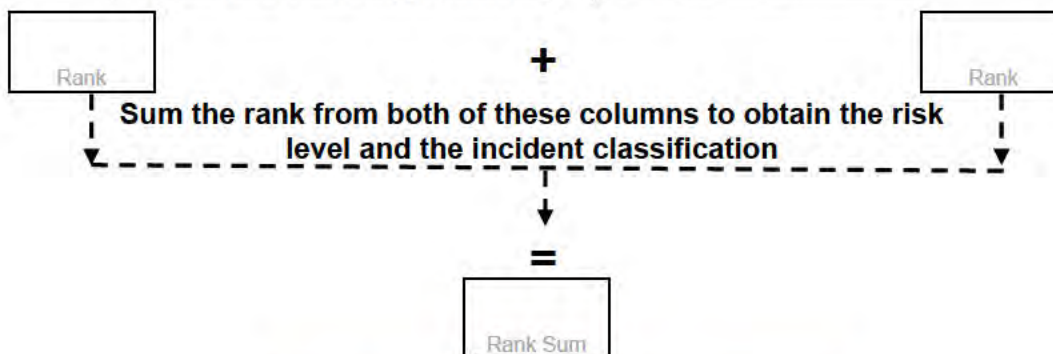 +
Rank
Rank
Sum the rank from both of these columns to obtain the risk
level and the incident classification
=
Rank Sum